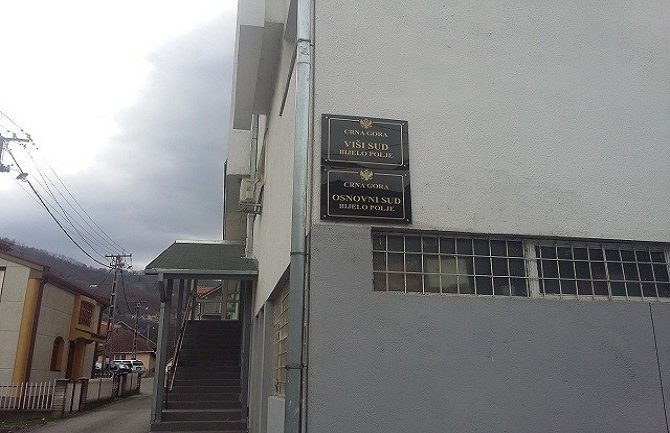 CRNA GORA
VIŠI SUD
BIJELO POLJE
CRNA GORA
OSNOVNI SUD
BIJELO POLJE